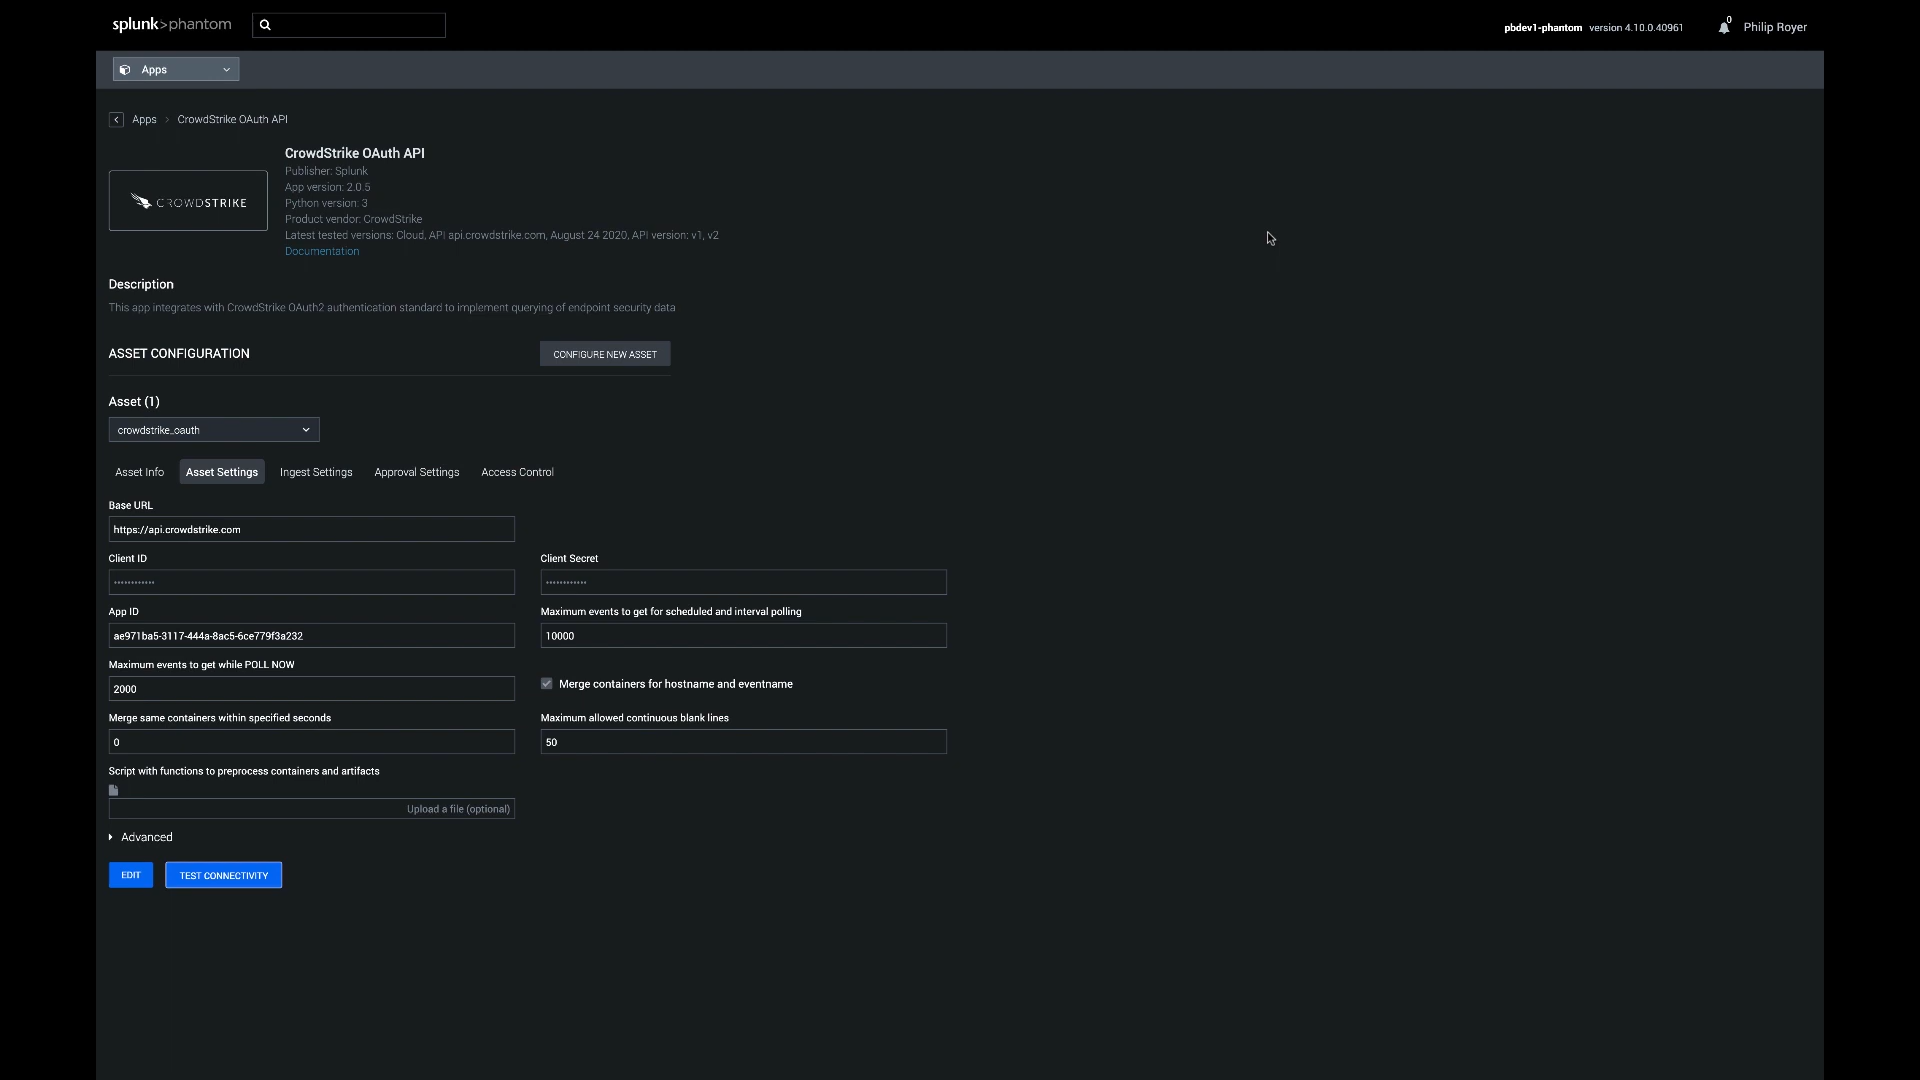 splunk>phantom
pbdev1-phantom version 4.10.0.40961
0
Philip Royer
Apps
Apps > CrowdStrike OAuth API
CROWDSTRIKE
CrowdStrike OAuth API
Publisher: Splunk
App version: 2.0.5
Python version: 3
Product vendor: CrowdStrike
Latest tested versions: Cloud, API api.crowdstrike.com, August 24 2020, API version: v1, v2
Documentation
Description
This app integrates with CrowdStrike OAuth2 authentication standard to implement querying of endpoint security data
ASSET CONFIGURATION
CONFIGURE NEW ASSET
Asset (1)
crowdstrike_oauth
Asset Info Asset Settings Ingest Settings Approval Settings Access Control
Base URL
https://api.crowdstrike.com
Client ID
••••••••••••
Client Secret
••••••••••••
App ID
ae971ba5-3117-444a-8ac5-6ce779f3a232
Maximum events to get for scheduled and interval polling
10000
Maximum events to get while POLL NOW
2000
Merge containers for hostname and eventname
Merge same containers within specified seconds
0
Maximum allowed continuous blank lines
50
Script with functions to preprocess containers and artifacts
Upload a file (optional)
Advanced
EDIT
TEST CONNECTIVITY